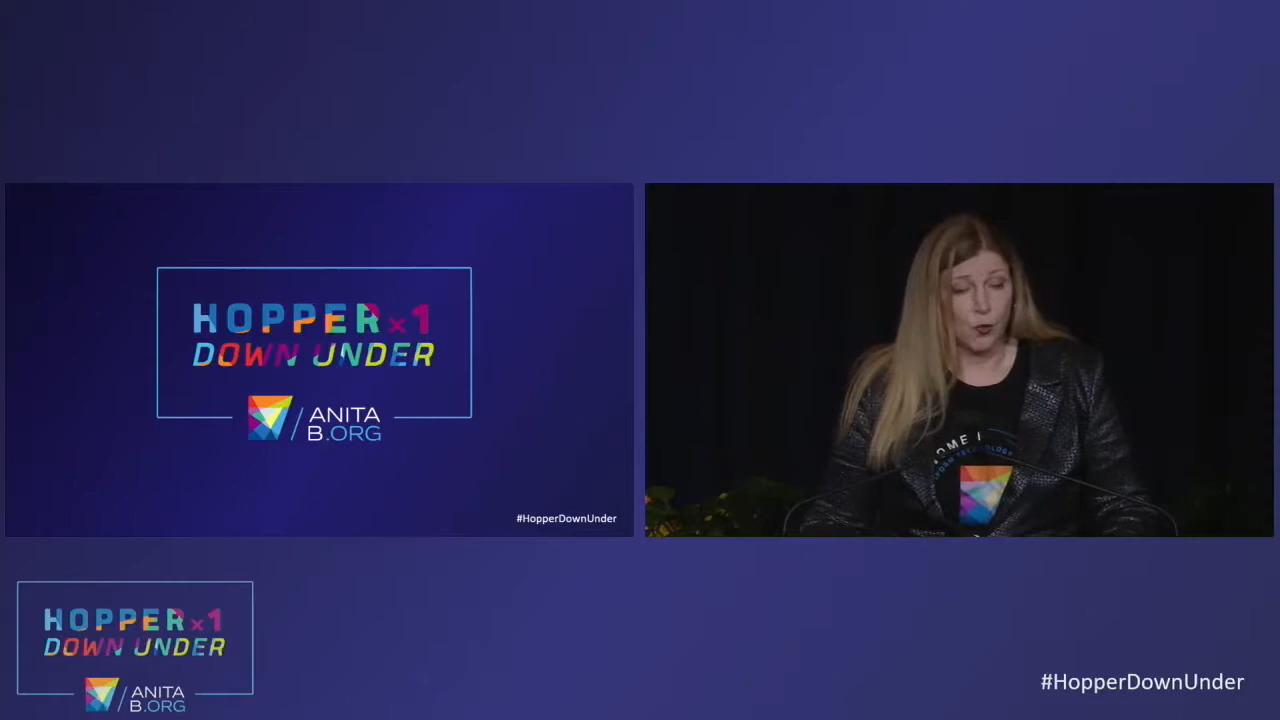 HOPPER x1
DOWN UNDER
ANITA
B.ORG
#HopperDownUnder
HOPPER x1
DOWN UNDER
ANITA
B.ORG
#HopperDownUnder